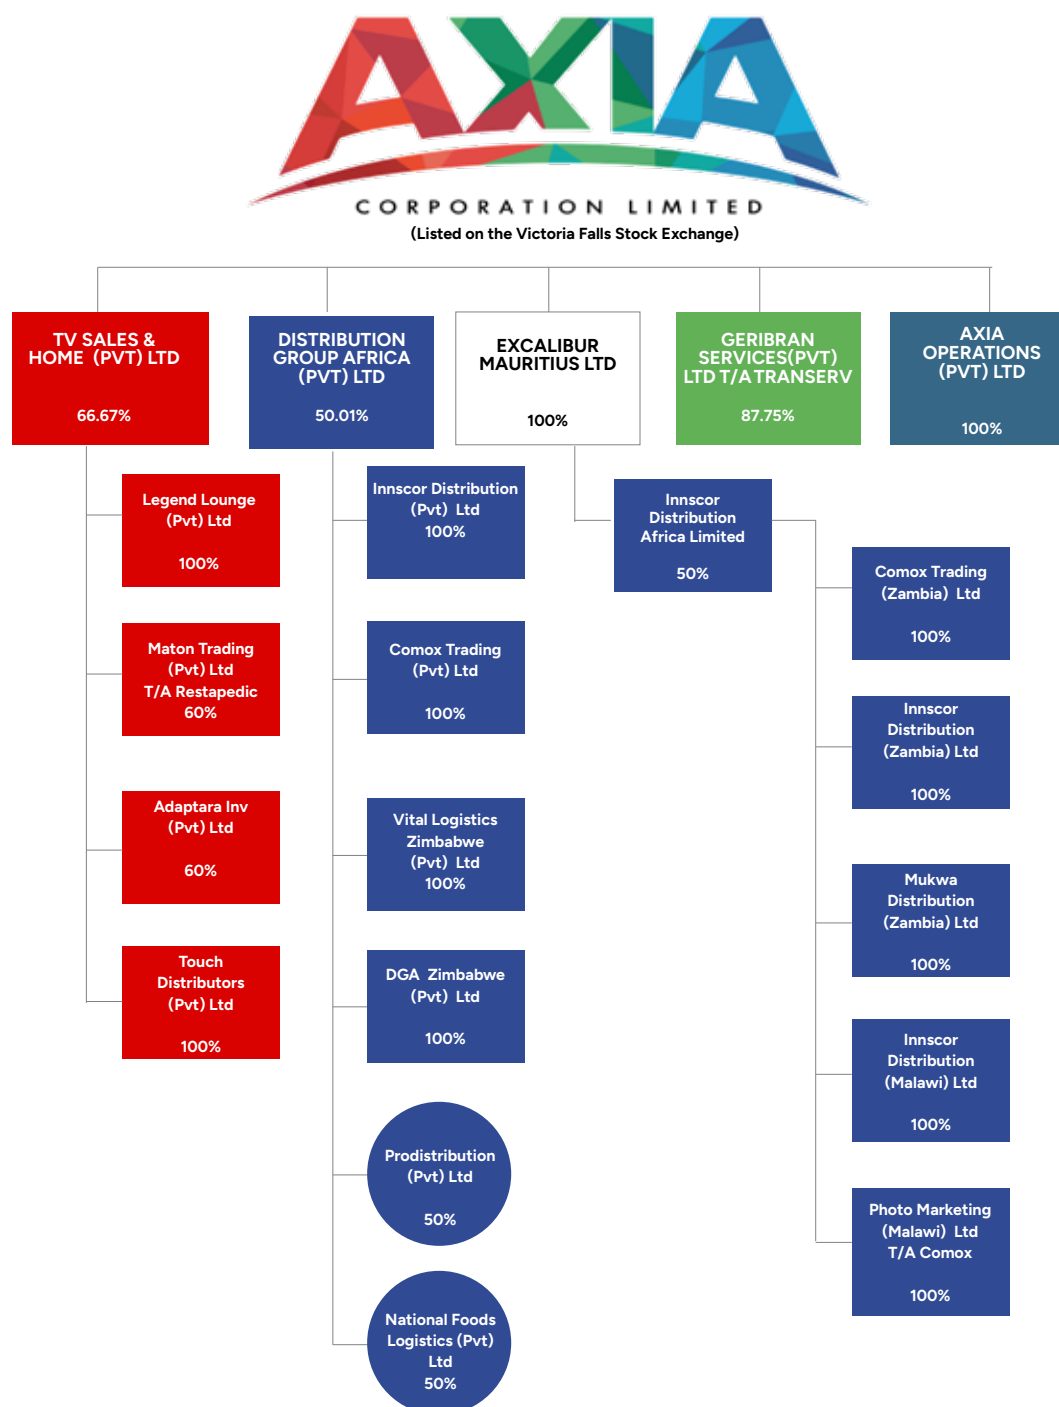 AXIA
CORPORATION LIMITED
(Listed on the Victoria Falls Stock Exchange)
TV SALES &
HOME (PVT) LTD
66.67%
DISTRIBUTION
GROUP AFRICA
(PVT) LTD
50.01%
EXCALIBUR
MAURITIUS LTD
100%
GERIBRAN
SERVICES(PVT)
LTD T/A TRANSERV
87.75%
AXIA
OPERATIONS
(PVT) LTD
100%
Legend Lounge
(Pvt) Ltd
100%
Maton Trading
(Pvt) Ltd
T/A Restapedic
60%
Adaptara Inv
(Pvt) Ltd
60%
Touch
Distributors
(Pvt) Ltd
100%
Innscor Distribution
(Pvt) Ltd
100%
Comox Trading
(Pvt) Ltd
100%
Vital Logistics
Zimbabwe
(Pvt) Ltd
100%
DGA Zimbabwe
(Pvt) Ltd
100%
Prodistribution
(Pvt) Ltd
50%
National Foods
Logistics (Pvt)
Ltd
50%
Innscor
Distribution
Africa Limited
50%
Comox Trading
(Zambia) Ltd
100%
Innscor
Distribution
(Zambia) Ltd
100%
Mukwa
Distribution
(Zambia) Ltd
100%
Innscor
Distribution
(Malawi) Ltd
100%
Photo Marketing
(Malawi) Ltd
T/A Comox
100%